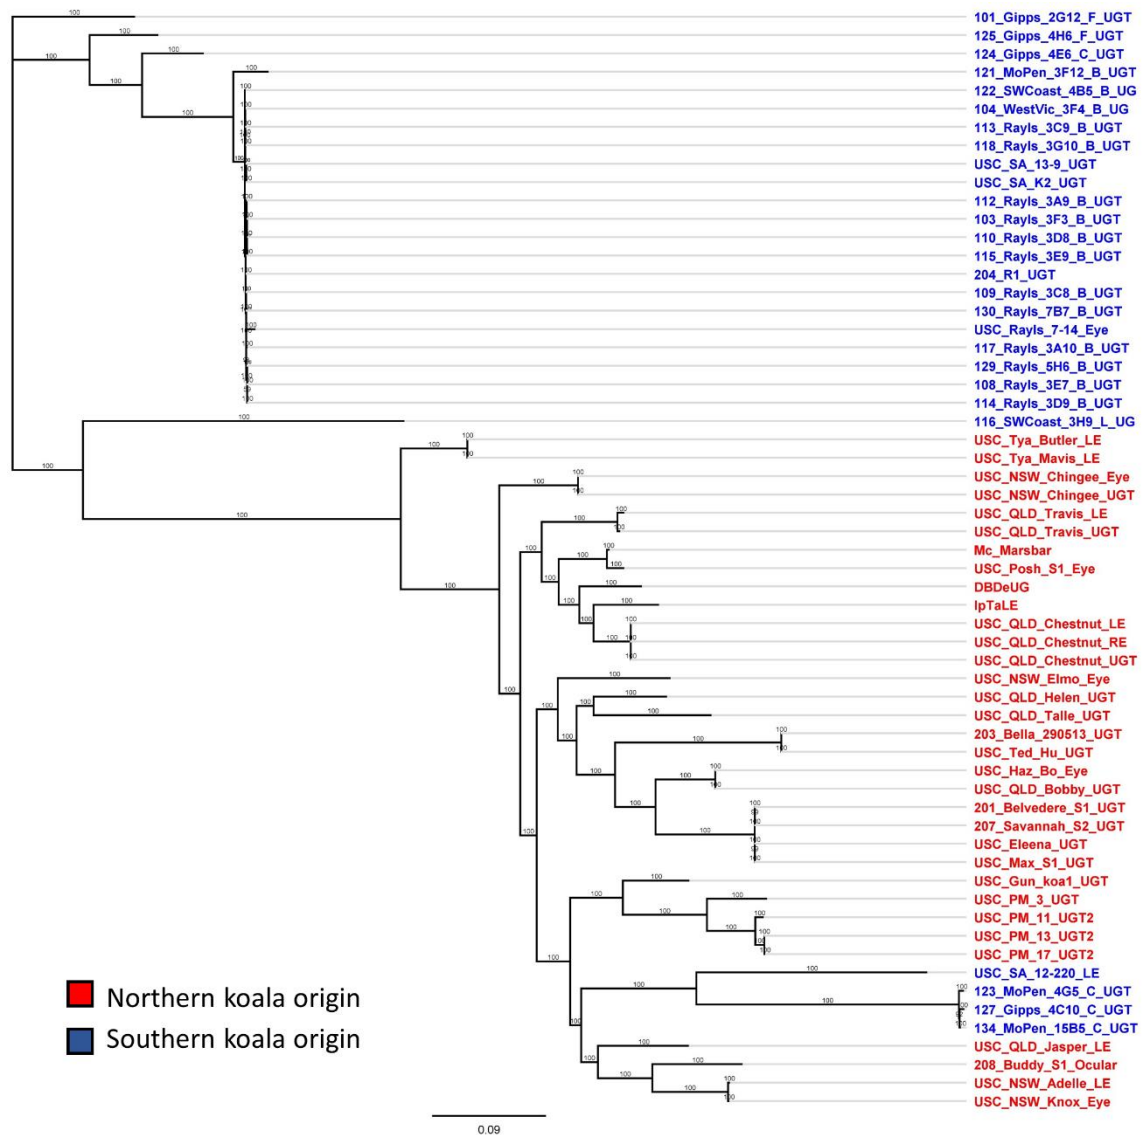 101_Gipps_2G12_F_UGT
125_Gipps_4H6_F_UGT
124_Gipps_4E6_C_UGT
121_MoPen_3F12_B_UGT
122_SWCoast_4B5_B_UG
104_WestVic_3F4_B_UG
113_Rayls_3C9_B_UGT
118_Rayls_3G10_B_UGT
USC_SA_13-9_UGT
USC_SA_K2_UGT
112_Rayls_3A9_B_UGT
103_Rayls_3F3_B_UGT
110_Rayls_3D8_B_UGT
115_Rayls_3E9_B_UGT
204_R1_UGT
109_Rayls_3C8_B_UGT
130_Rayls_7B7_B_UGT
USC_Rayls_7-14_Eye
117_Rayls_3A10_B_UGT
129_Rayls_5H6_B_UGT
108_Rayls_3E7_B_UGT
114_Rayls_3D9_B_UGT
116_SWCoast_3H9_L_UG
USC_Tya_Butler_LE
USC_Tya_Mavis_LE
USC_NSW_Chingee_Eye
USC_NSW_Chingee_UGT
USC_QLD_Travis_LE
USC_QLD_Travis_UGT
Mc_Marsbar
USC_Posh_S1_Eye
DBDeUG
IpTaLE
USC_QLD_Chestnut_LE
USC_QLD_Chestnut_RE
USC_QLD_Chestnut_UGT
USC_NSW_Elmo_Eye
USC_QLD_Helen_UGT
USC_QLD_Talle_UGT
203_Bella_290513_UGT
USC_Ted_Hu_UGT
USC_Haz_Bo_Eye
USC_QLD_Bobby_UGT
201_Belvedere_S1_UGT
207_Savannah_S2_UGT
USC_Eleena_UGT
USC_Max_S1_UGT
USC_Gun_koa1_UGT
USC_PM_3_UGT
USC_PM_11_UGT2
USC_PM_13_UGT2
USC_PM_17_UGT2
USC_SA_12-220_LE
123_MoPen_4G5_C_UGT
127_Gipps_4C10_C_UGT
134_MoPen_15B5_C_UGT
USC_QLD_Jasper_LE
208_Buddy_S1_Ocular
USC_NSW_Adelle_LE
USC_NSW_Knox_Eye
Northern koala origin
Southern koala origin
0.09